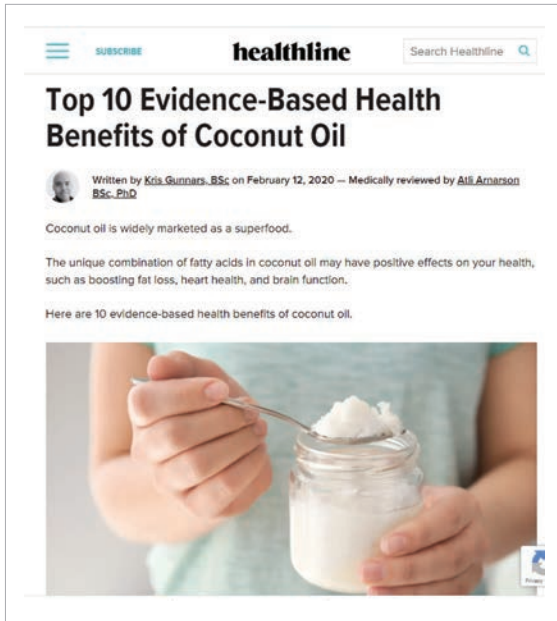 SUBSCRIBE
healthline
Search Healthline
Top 10 Evidence-Based Health
Benefits of Coconut Oil
Written by Kris Gunnars, BSc on February 12, 2020 — Medically reviewed by Atli Arnarson
BSc, PhD
Coconut oil is widely marketed as a superfood.
The unique combination of fatty acids in coconut oil may have positive effects on your health,
such as boosting fat loss, heart health, and brain function.
Here are 10 evidence-based health benefits of coconut oil.
Privacy